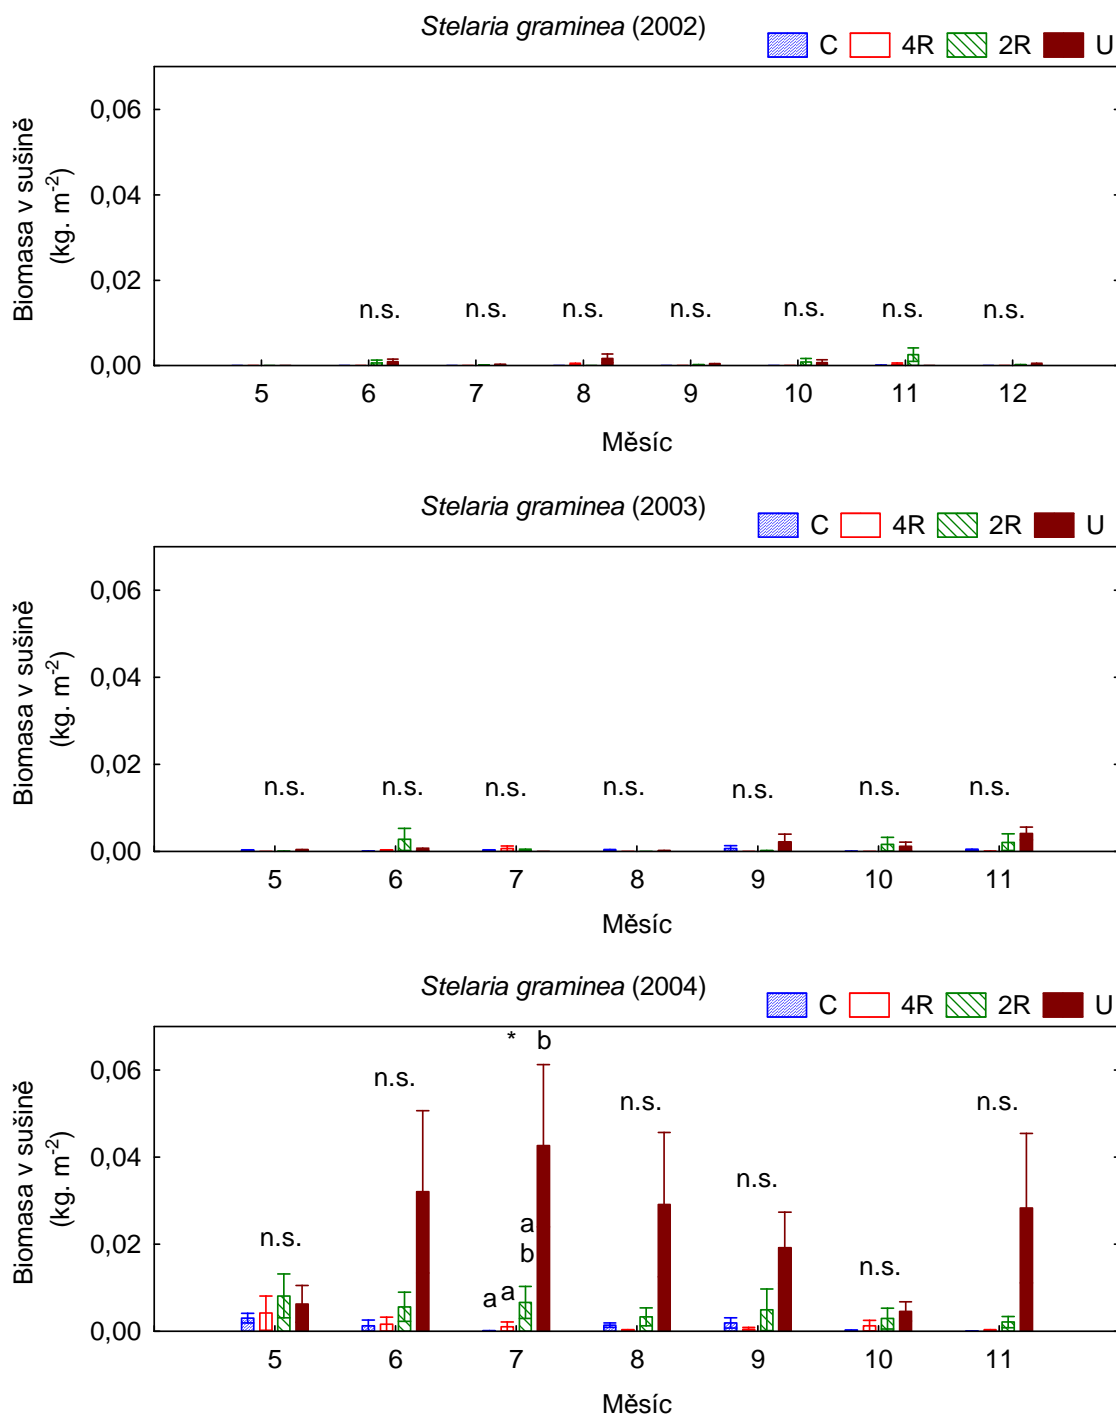 Stelaria graminea (2002)
C 4R 2R U
Biomasa v sušině
(kg. m-2)
0,06
0,04
0,02
0,00
n.s. n.s. n.s. n.s. n.s. n.s. n.s.
5 6 7 8 9 10 11 12
Měsíc
Stelaria graminea (2003)
C 4R 2R U
Biomasa v sušině
(kg. m-2)
0,06
0,04
0,02
0,00
n.s. n.s. n.s. n.s. n.s. n.s. n.s.
5 6 7 8 9 10 11
Měsíc
Stelaria graminea (2004)
C 4R 2R U
Biomasa v sušině
(kg. m-2)
0,06
0,04
0,02
0,00
* b
n.s. n.s. n.s.
n.s.
n.s. a
b n.s.
a a
5 6 7 8 9 10 11
Měsíc